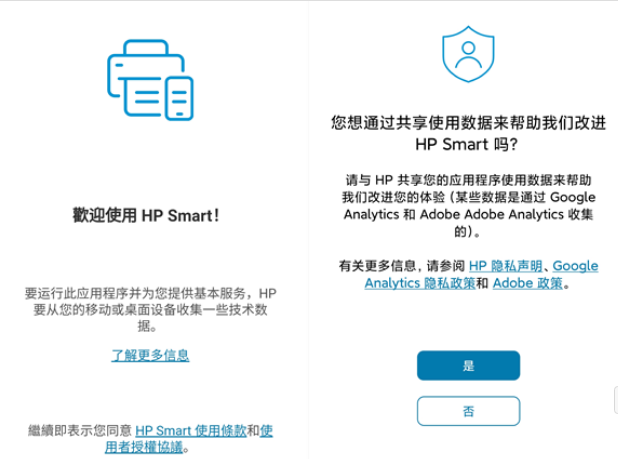 歡迎使用 HP Smart！
要运行此应用程序并为您提供基本服务，HP
要从您的移动或桌面设备收集一些技术数
据。
了解更多信息
繼續即表示您同意 HP Smart 使用條款和使
用者授權協議。
您想通过共享使用数据来帮助我们改进
HP Smart 吗？
请与 HP 共享您的应用程序使用数据来帮助
我们改进您的体验（某些数据是通过 Google
Analytics 和 Adobe Adobe Analytics 收集
的）。
有关更多信息，请参阅 HP 隐私声明、Google
Analytics 隐私政策和 Adobe 政策。
是
否